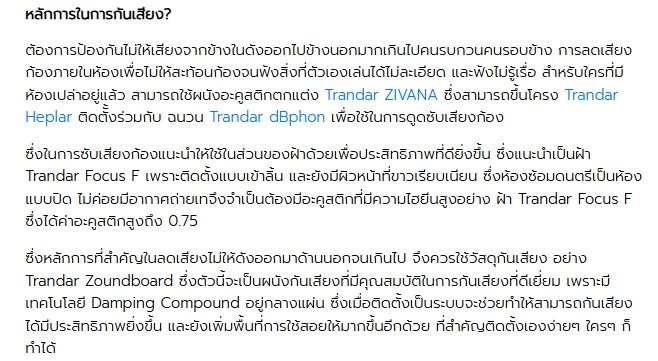 หลักการในการกันเสียง?
ต้องการป้องกันไม่ให้เสียงจากข้างในดังออกไปข้างนอกมากเกินไปคนรบกวนคนรอบข้าง การลดเสียง
ก้องภายในห้องเพื่อไม่ให้สะท้อนก้องจนฟังสิ่งที่ตัวเองเล่นได้ไม่ละเอียด และฟังไม่รู้เรื่อ สำหรับใครที่มี
ห้องเปล่าอยู่แล้ว สามารถใช้ผนังอะคูสติกตกแต่ง Trandar ZIVANA ซึ่งสามารถขึ้นโครง Trandar
Heplar ติดตั้งร่วมกับ ฉนวน Trandar dBphon เพื่อใช้ในการดูดซับเสียงก้อง
ซึ่งในการซับเสียงก้องแนะนำให้ใช้ในส่วนของฝ้าด้วยเพื่อประสิทธิภาพที่ดียิ่งขึ้น ซึ่งแนะนำเป็นฝ้า
Trandar Focus F เพราะติดตั้งแบบเข้าลิ้น และยังมีผิวหน้าที่ขาวเรียบเนียน ซึ่งห้องซ้อมดนตรีเป็นห้อง
แบบปิด ไม่ค่อยมีอากาศถ่ายเทจึงจำเป็นต้องมีอะคูสติกที่มีความไฮยีนสูงอย่าง ฝ้า Trandar Focus F
ซึ่งได้ค่าอะคูสติกสูงถึง 0.75
ซึ่งหลักการที่สำคัญในลดเสียงไม่ให้ดังออกมาด้านนอกจนเกินไป จึงควรใช้วัสดุกันเสียง อย่าง
Trandar Zoundboard ซึ่งตัวนี้จะเป็นผนังกันเสียงที่มีคุณสมบัติในการกันเสียงที่ดีเยี่ยม เพราะมี
เทคโนโลยี Damping Compound อยู่กลางแผ่น ซึ่งเมื่อติดตั้งเป็นระบบจะช่วยทำให้สามารถกันเสียง
ได้มีประสิทธิภาพยิ่งขึ้น และยังเพิ่มพื้นที่การใช้สอยให้มากขึ้นอีกด้วย ที่สำคัญติดตั้งเองง่ายๆ ใครๆ ก็
ทำได้